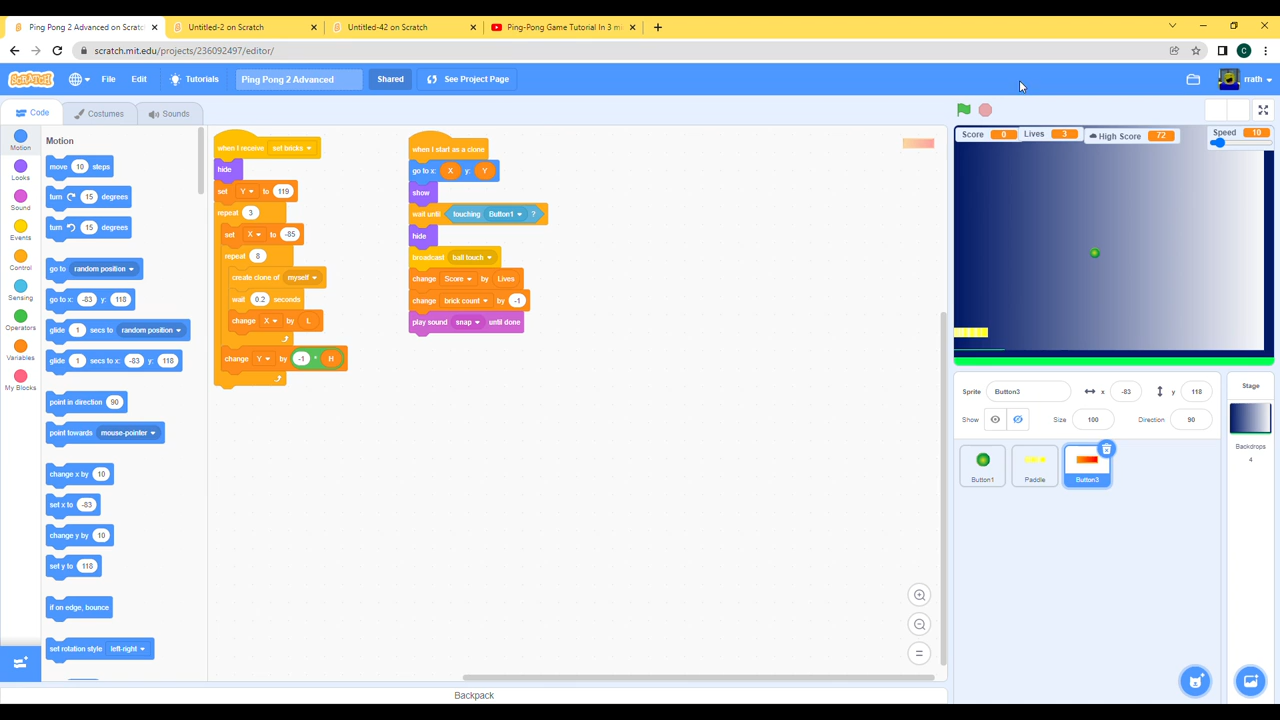 Ping Pong 2 Advanced on Scratc
Untitled-2 on Scratch
Untitled-42 on Scratch
Ping-Pong Game Tutorial In 3 mi
scratch.mit.edu/projects/236092497/editor/
C
SCRATCH
File
Edit
Tutorials
Ping Pong 2 Advanced
Shared
See Project Page
rrath
Code
Costumes
Sounds
Motion
Looks
Sound
Events
Control
Sensing
Operators
Variables
My Blocks
Motion
move 10 steps
turn 15 degrees
turn 15 degrees
go to random position
go to x: -83 y: 118
glide 1 secs to random position
glide 1 secs to x: -83 y: 118
point in direction 90
point towards mouse-pointer
change x by 10
set x to -83
change y by 10
set y to 118
if on edge, bounce
set rotation style left-right
when I receive set bricks
hide
set Y to 119
repeat 3
set X to -85
repeat 8
create clone of myself
wait 0.2 seconds
change X by L
change Y by -1 * H
when I start as a clone
go to x: X y: Y
show
wait until touching Button1 ?
hide
broadcast ball touch
change Score by Lives
change brick count by -1
play sound snap until done
Score 0
Lives 3
High Score 72
Speed 10
Sprite Button3 x -83 y 118
Show Size 100 Direction 90
Button1
Paddle
Button3
Stage
Backdrops
4
Backpack